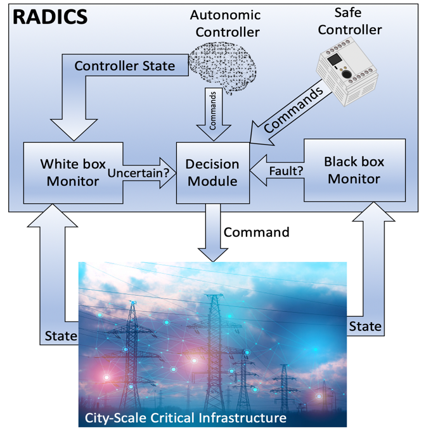 RADICS
Autonomic
Controller
Safe
Controller
Controller State
Commands
Commands
White box
Monitor
Uncertain?
Decision
Module
Fault?
Black box
Monitor
Command
State
State
City-Scale Critical Infrastructure